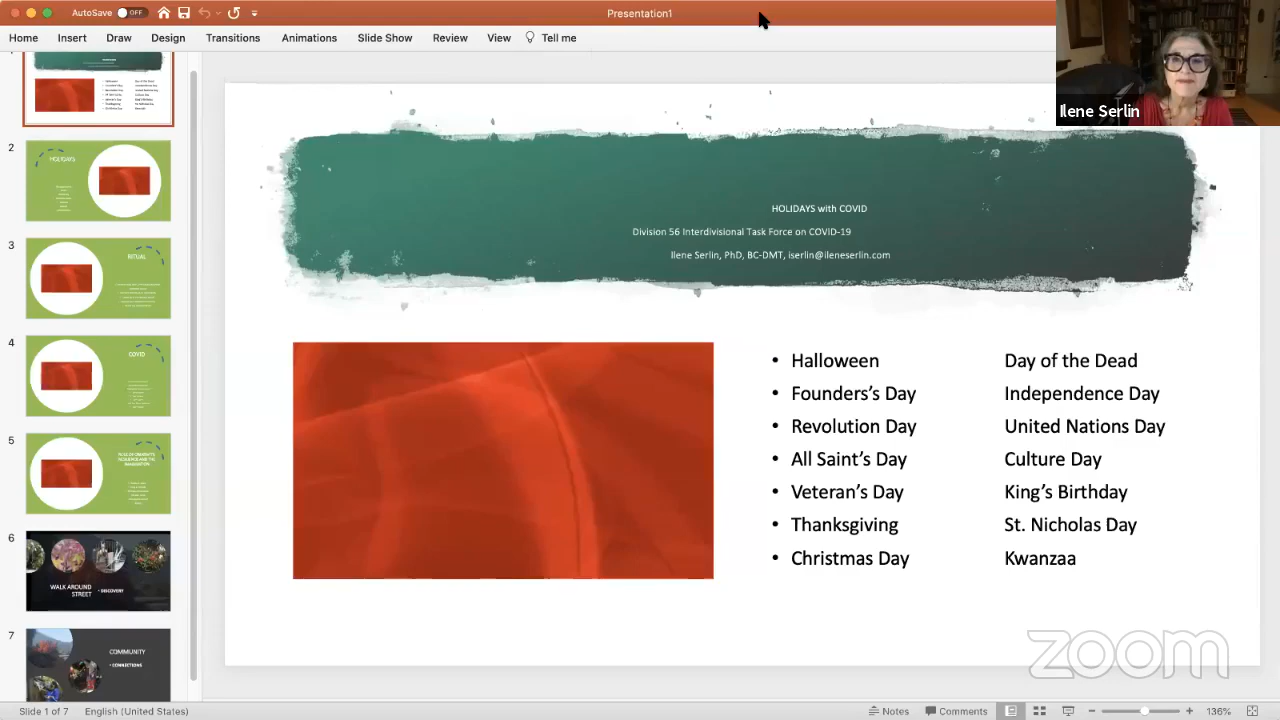 AutoSave OFF Presentation1
Home Insert Draw Design Transitions Animations Slide Show Review View Tell me
Ilene Serlin
2
HOLIDAYS
3
RITUAL
4
COVID
5
6
WALK AROUND
STREET
• DISCOVERY
7
COMMUNITY
• CONNECTIONS
HOLIDAYS with COVID
Division 56 Interdivisional Task Force on COVID-19
Ilene Serlin, PhD, BC-DMT, iserlin@ileneserlin.com
• Halloween Day of the Dead
• Founders’s Day Independence Day
• Revolution Day United Nations Day
• All Saint’s Day Culture Day
• Veteran’s Day King’s Birthday
• Thanksgiving St. Nicholas Day
• Christmas Day Kwanzaa
zoom
Slide 1 of 7 English (United States) Notes Comments 136%